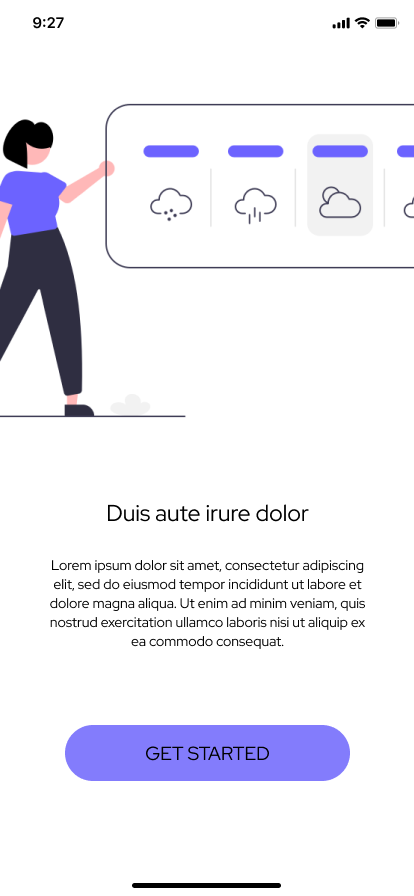 9:27
Duis aute irure dolor
Lorem ipsum dolor sit amet, consectetur adipiscing
elit, sed do eiusmod tempor incididunt ut labore et
dolore magna aliqua. Ut enim ad minim veniam, quis
nostrud exercitation ullamco laboris nisi ut aliquip ex
ea commodo consequat.
GET STARTED